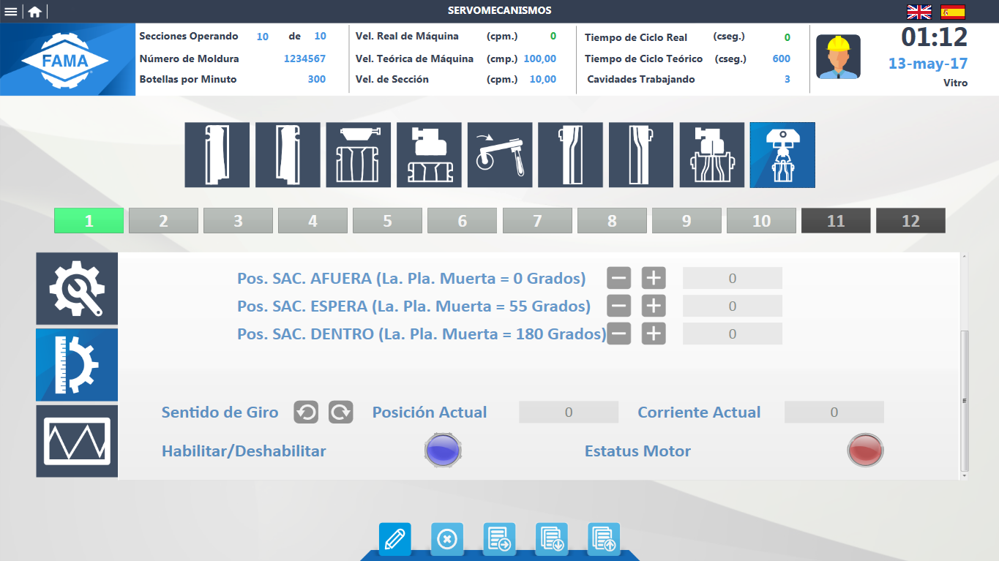 SERVOMECANISMOS
FAMA
Secciones Operando 10 de 10
Número de Moldura 1234567
Botellas por Minuto 300
Vel. Real de Máquina (cpm.) 0
Vel. Teórica de Máquina (cmp.) 100,00
Vel. de Sección (cpm.) 10,00
Tiempo de Ciclo Real (cseg.) 0
Tiempo de Ciclo Teórico (cseg.) 600
Cavidades Trabajando 3
01:12
13-may-17
Vitro
1 2 3 4 5 6 7 8 9 10 11 12
Pos. SAC. AFUERA (La. Pla. Muerta = 0 Grados) 0
Pos. SAC. ESPERA (La. Pla. Muerta = 55 Grados) 0
Pos. SAC. DENTRO (La. Pla. Muerta = 180 Grados) 0
Sentido de Giro Posición Actual 0 Corriente Actual 0
Habilitar/Deshabilitar Estatus Motor